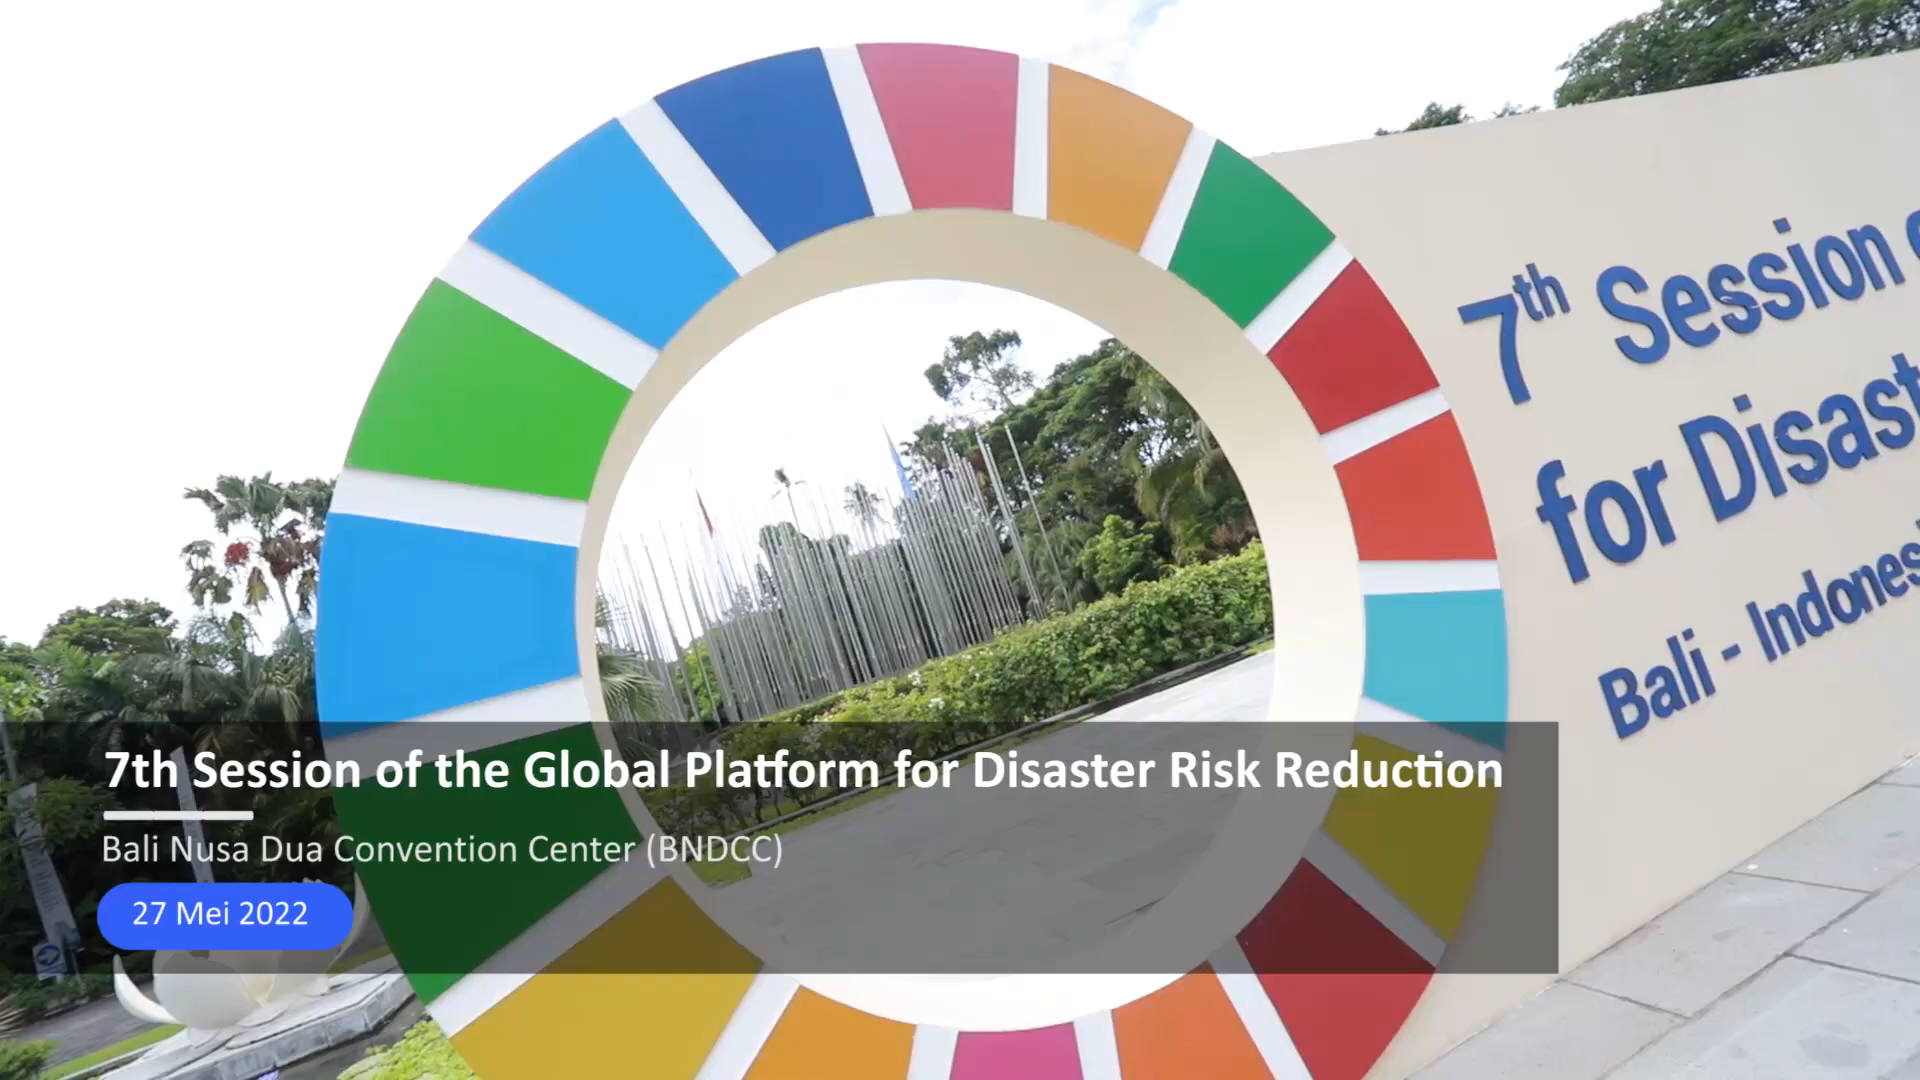 7th Session
for Disast
Bali - Indones
7th Session of the Global Platform for Disaster Risk Reduction
Bali Nusa Dua Convention Center (BNDCC)
27 Mei 2022